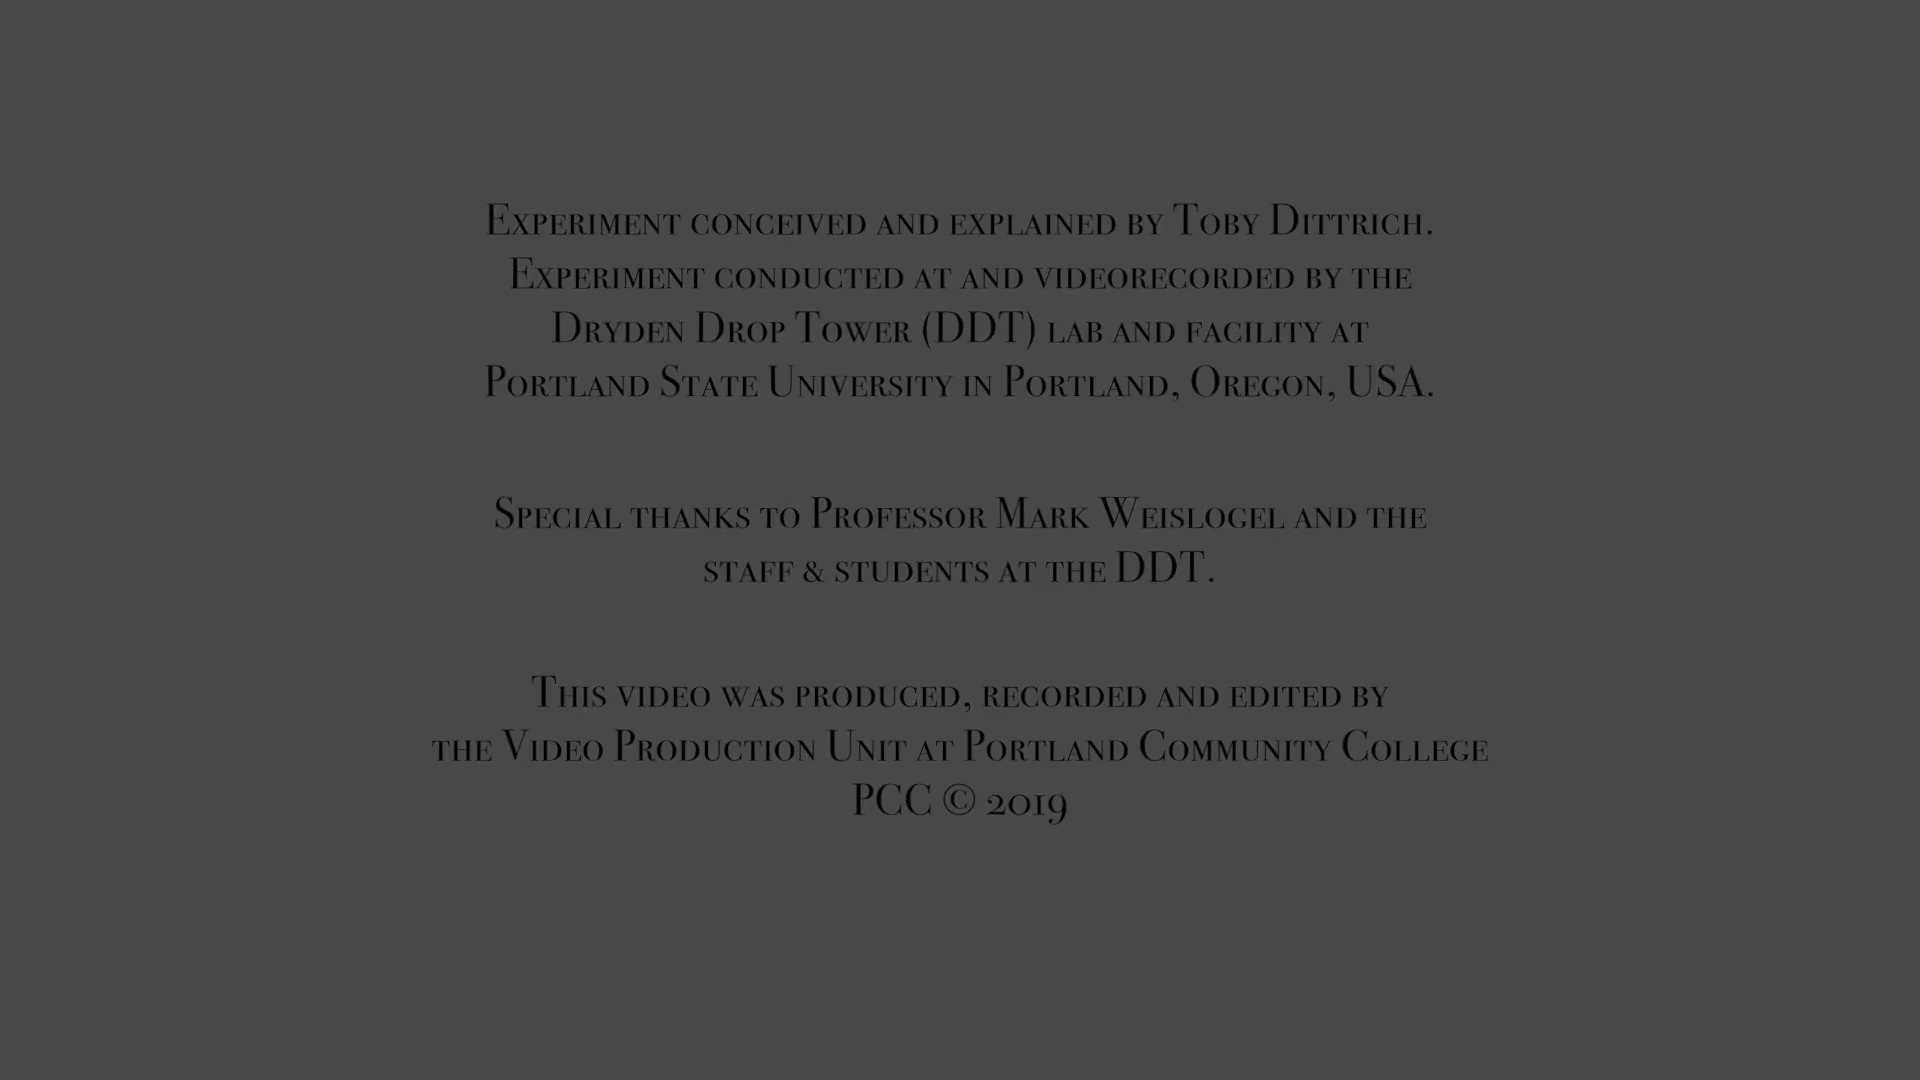 Experiment conceived and explained by Toby Dittrich.
Experiment conducted at and videorecorded by the
Dryden Drop Tower (DDT) lab and facility at
Portland State University in Portland, Oregon, USA.
Special thanks to Professor Mark Weislogel and the
staff & students at the DDT.
This video was produced, recorded and edited by
the Video Production Unit at Portland Community College
PCC © 2019